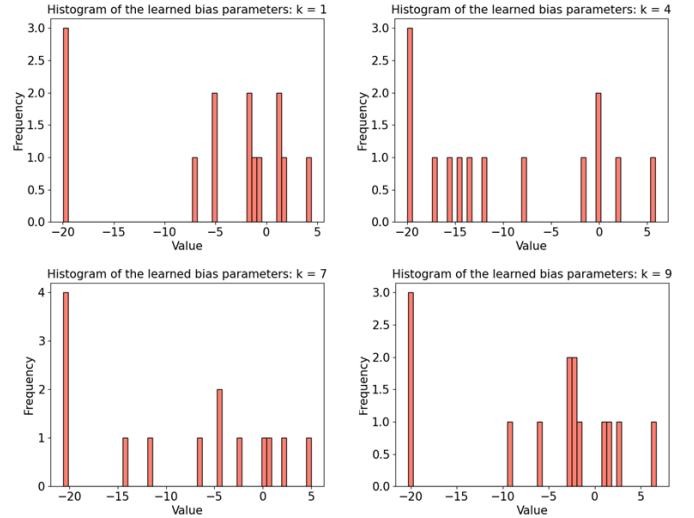 Histogram of the learned bias parameters: k = 1
3.0
2.5
2.0
1.5
1.0
0.5
0.0
Frequency
−20 −15 −10 −5 0 5
Value
Histogram of the learned bias parameters: k = 4
3.0
2.5
2.0
1.5
1.0
0.5
0.0
Frequency
−20 −15 −10 −5 0 5
Value
Histogram of the learned bias parameters: k = 7
4
3
2
1
0
Frequency
−20 −15 −10 −5 0 5
Value
Histogram of the learned bias parameters: k = 9
3.0
2.5
2.0
1.5
1.0
0.5
0.0
Frequency
−20 −15 −10 −5 0 5
Value